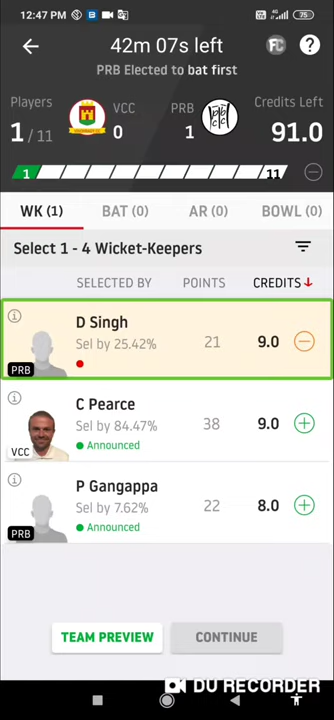 12:47 PM
42m 07s left
FC ?
PRB Elected to bat first
Players
1 / 11
VCC
0
PRB
1
Credits Left
91.0
1
11
WK (1)
BAT (0)
AR (0)
BOWL (0)
Select 1 - 4 Wicket-Keepers
SELECTED BY
POINTS
CREDITS
D Singh
Sel by 25.42%
21
9.0
PRB
C Pearce
Sel by 84.47%
38
9.0
Announced
VCC
P Gangappa
Sel by 7.62%
22
8.0
Announced
PRB
TEAM PREVIEW
CONTINUE
DU RECORDER